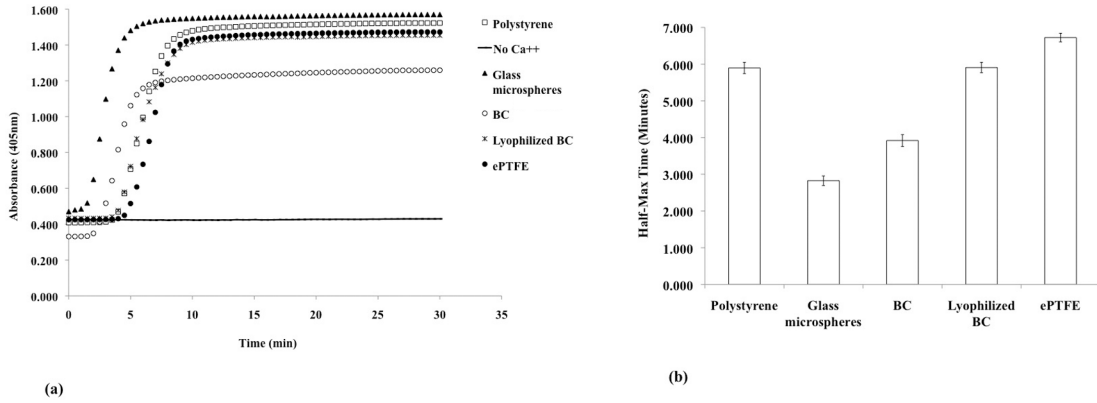 1.600
1.400
1.200
1.000
0.800
0.600
0.400
0.200
0.000
Absorbance (405nm)
0 5 10 15 20 25 30
Time (min)
Polystyrene
No Ca++
Glass
microspheres
BC
Lyophilized BC
ePTFE
(a)
8.000
7.000
6.000
5.000
4.000
3.000
2.000
1.000
0.000
Half-Max Time (Minutes)
Polystyrene
Glass
microspheres
BC
Lyophilized
BC
ePTFE
(b)